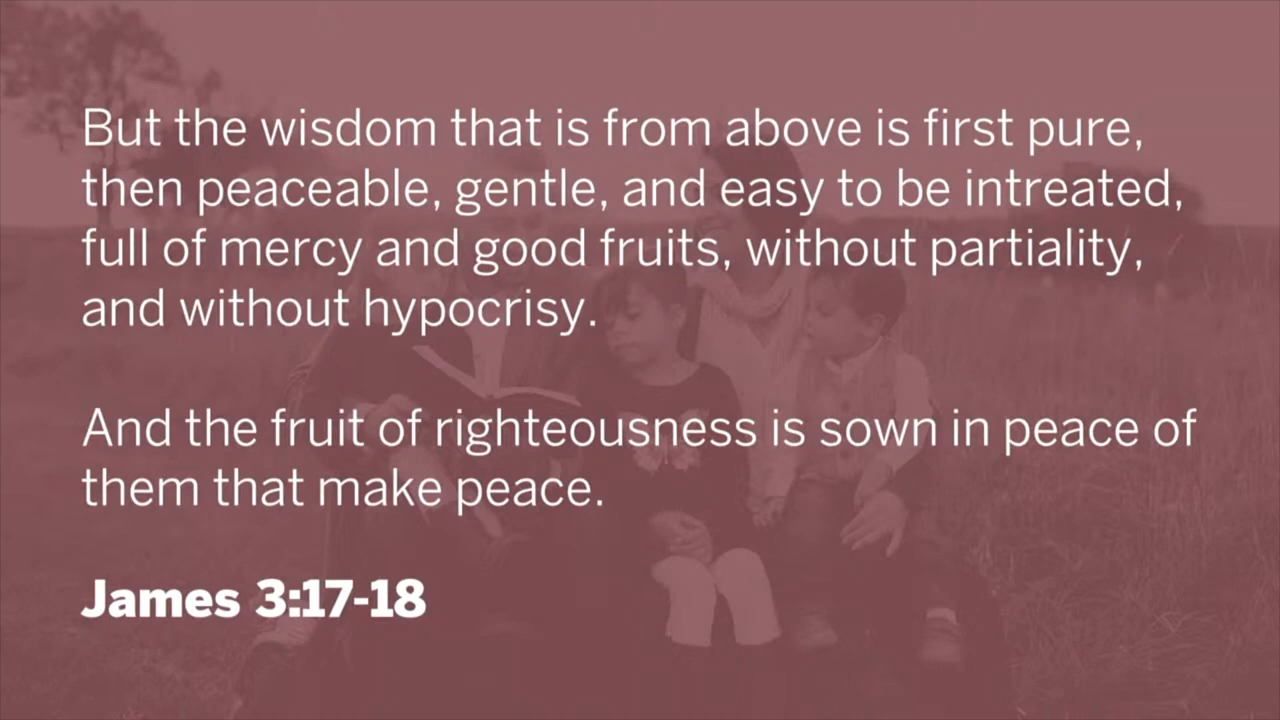 But the wisdom that is from above is first pure,
then peaceable, gentle, and easy to be intreated,
full of mercy and good fruits, without partiality,
and without hypocrisy.
And the fruit of righteousness is sown in peace of
them that make peace.
James 3:17-18